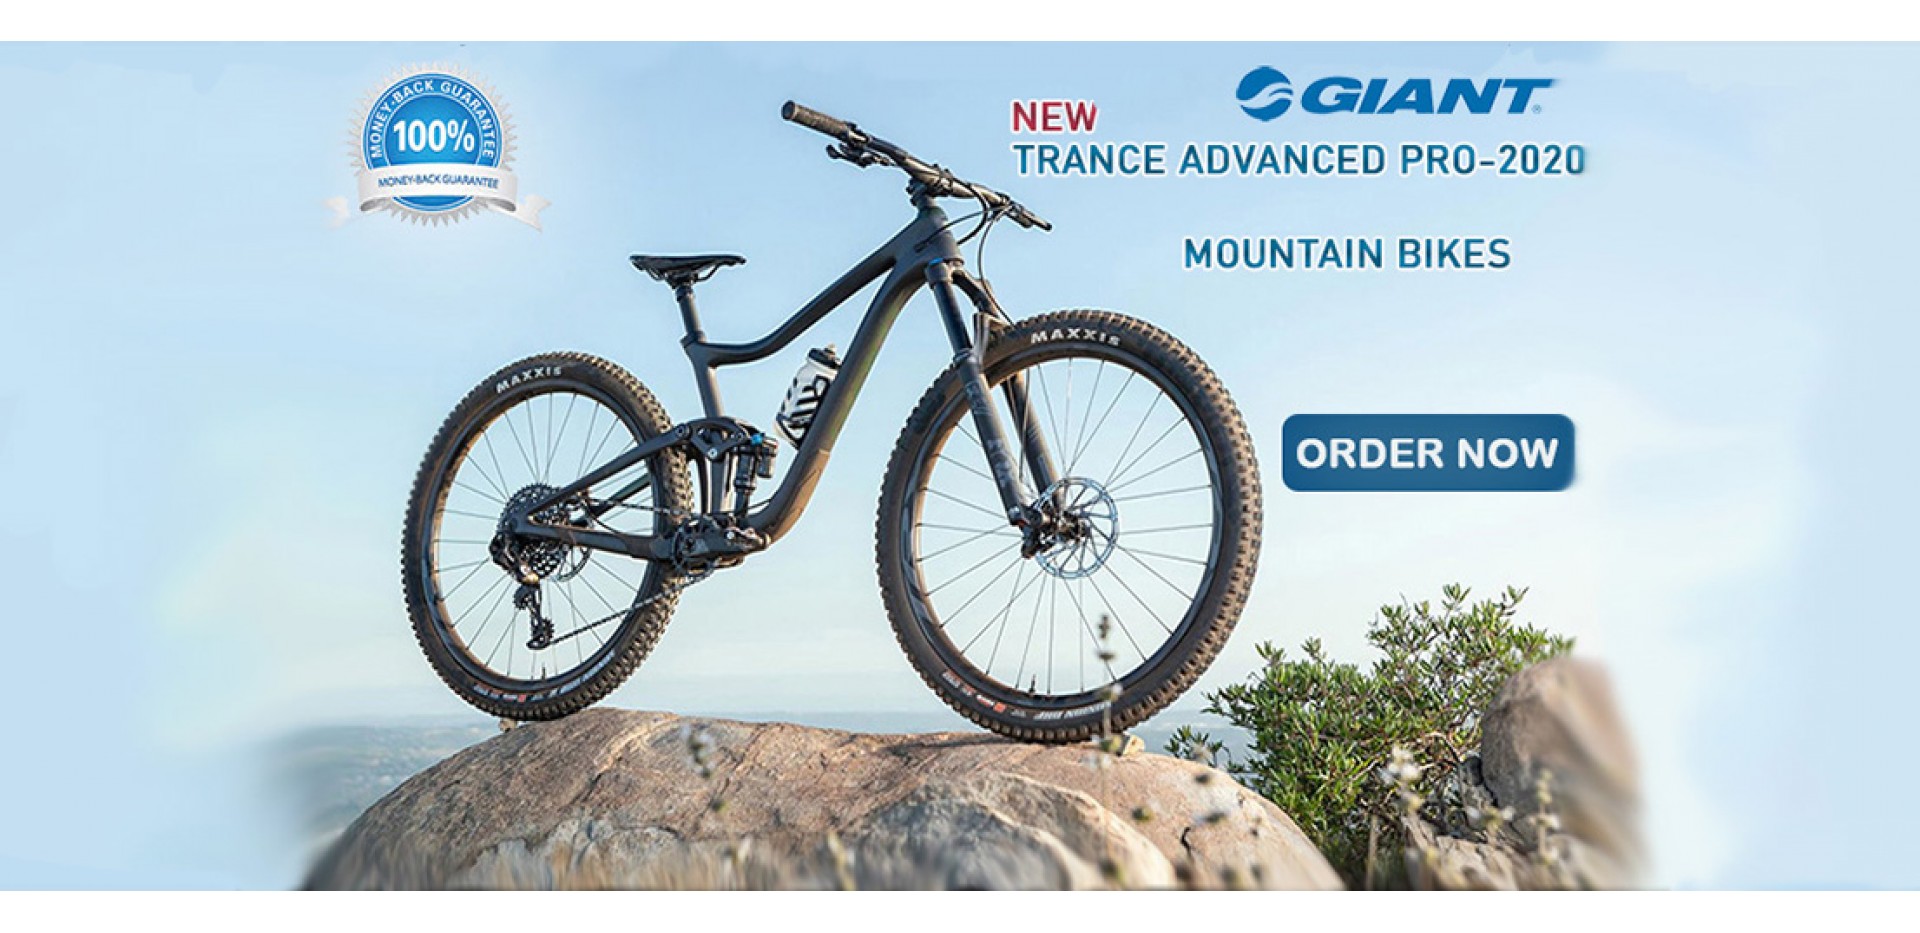 MONEY-BACK GUARANTEE
100%
MONEY-BACK GUARANTEE
GIANT
NEW
TRANCE ADVANCED PRO-2020
MOUNTAIN BIKES
MAXXIS
MAXXIS
ORDER NOW